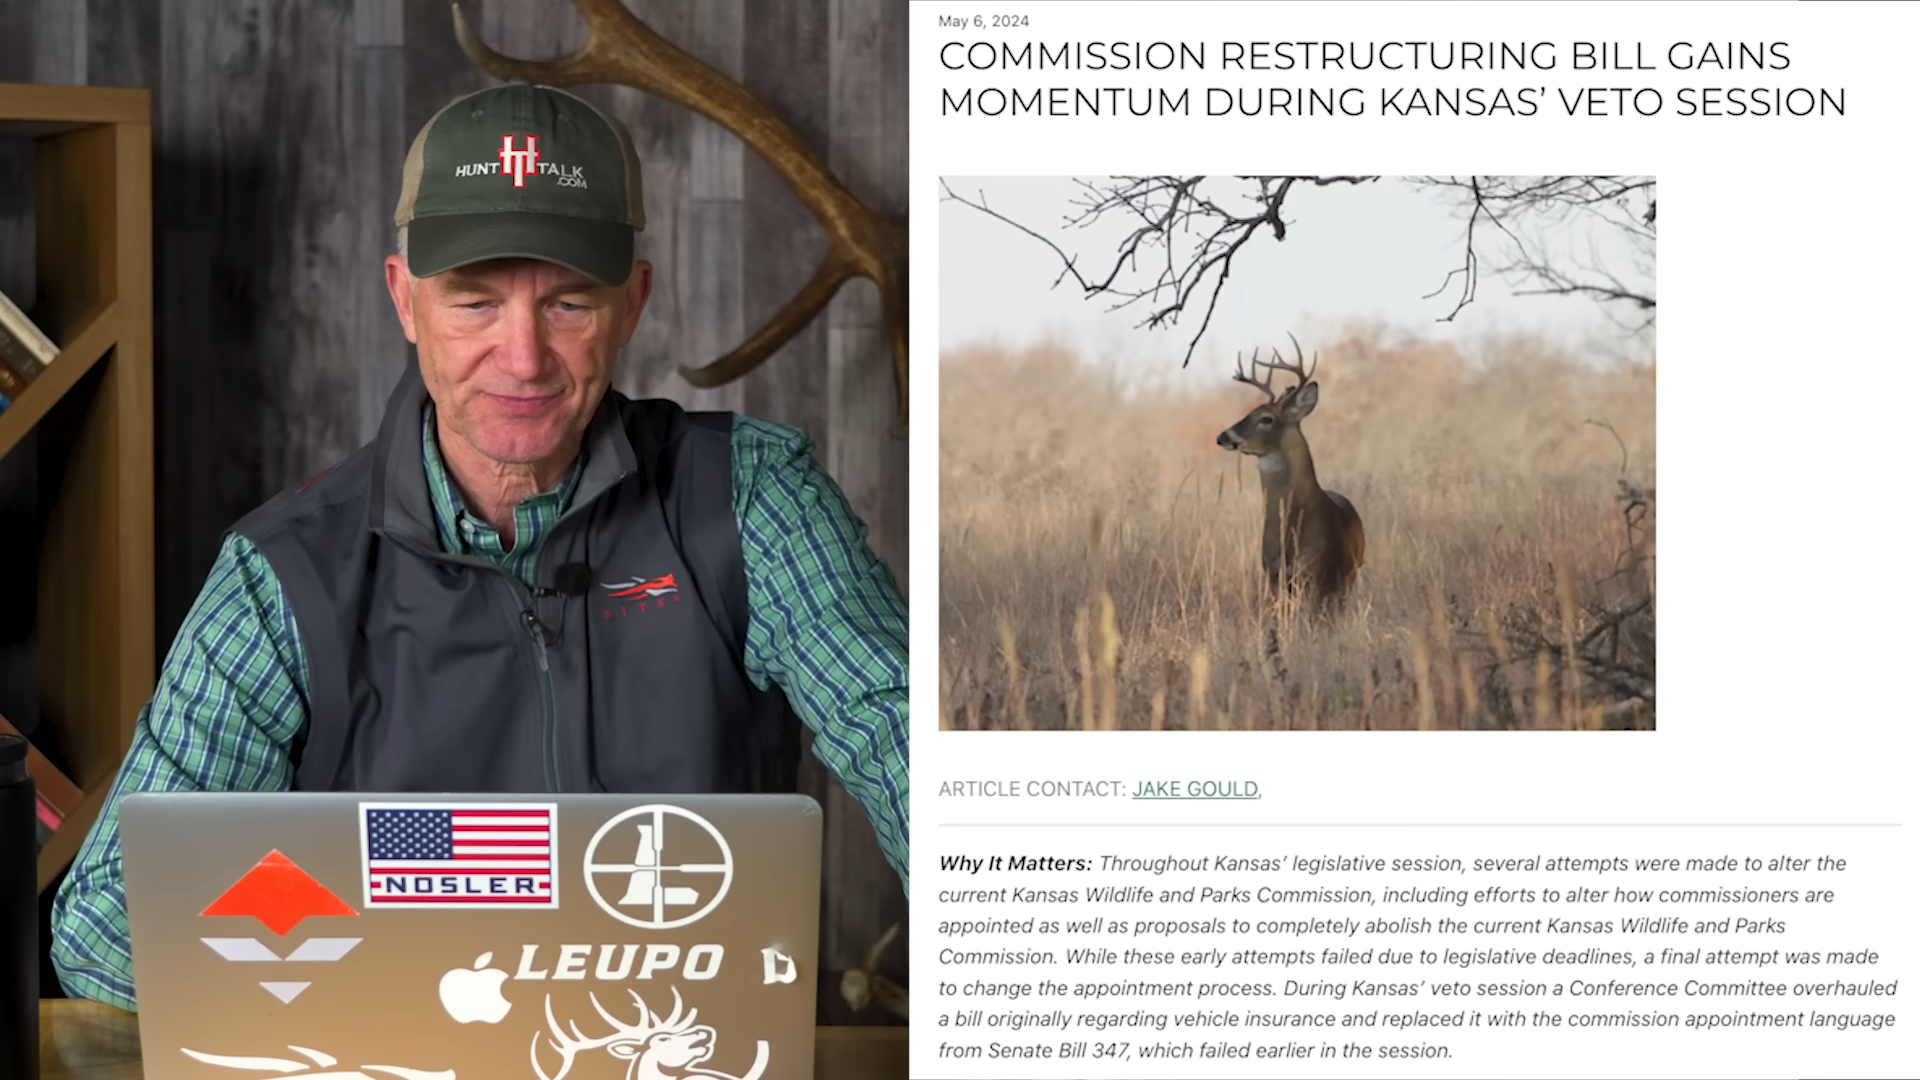 HUNT HT TALK
.COM
SITKA
NOSLER
LEUPO
May 6, 2024
COMMISSION RESTRUCTURING BILL GAINS
MOMENTUM DURING KANSAS’ VETO SESSION
ARTICLE CONTACT: JAKE GOULD,
Why It Matters: Throughout Kansas’ legislative session, several attempts were made to alter the
current Kansas Wildlife and Parks Commission, including efforts to alter how commissioners are
appointed as well as proposals to completely abolish the current Kansas Wildlife and Parks
Commission. While these early attempts failed due to legislative deadlines, a final attempt was made
to change the appointment process. During Kansas’ veto session a Conference Committee overhauled
a bill originally regarding vehicle insurance and replaced it with the commission appointment language
from Senate Bill 347, which failed earlier in the session.